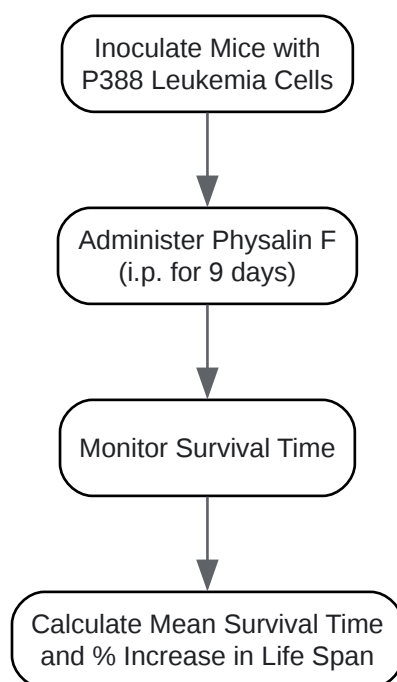 Inoculate Mice with
P388 Leukemia Cells
Administer Physalin F
(i.p. for 9 days)
Monitor Survival Time
Calculate Mean Survival Time
and % Increase in Life Span